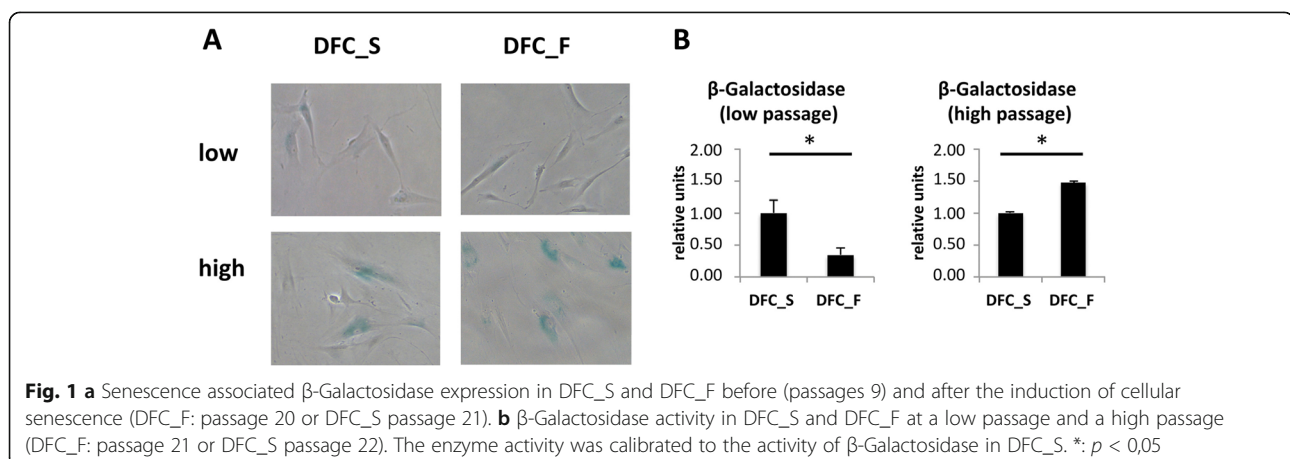 A
DFC_S
DFC_F
low
high
B
β-Galactosidase
(low passage)
*
relative units
2.00
1.50
1.00
0.50
0.00
DFC_S
DFC_F
β-Galactosidase
(high passage)
*
relative units
2.00
1.50
1.00
0.50
0.00
DFC_S
DFC_F
Fig. 1 a Senescence associated β-Galactosidase expression in DFC_S and DFC_F before (passages 9) and after the induction of cellular
senescence (DFC_F: passage 20 or DFC_S passage 21). b β-Galactosidase activity in DFC_S and DFC_F at a low passage and a high passage
(DFC_F: passage 21 or DFC_S passage 22). The enzyme activity was calibrated to the activity of β-Galactosidase in DFC_S. *: p < 0,05